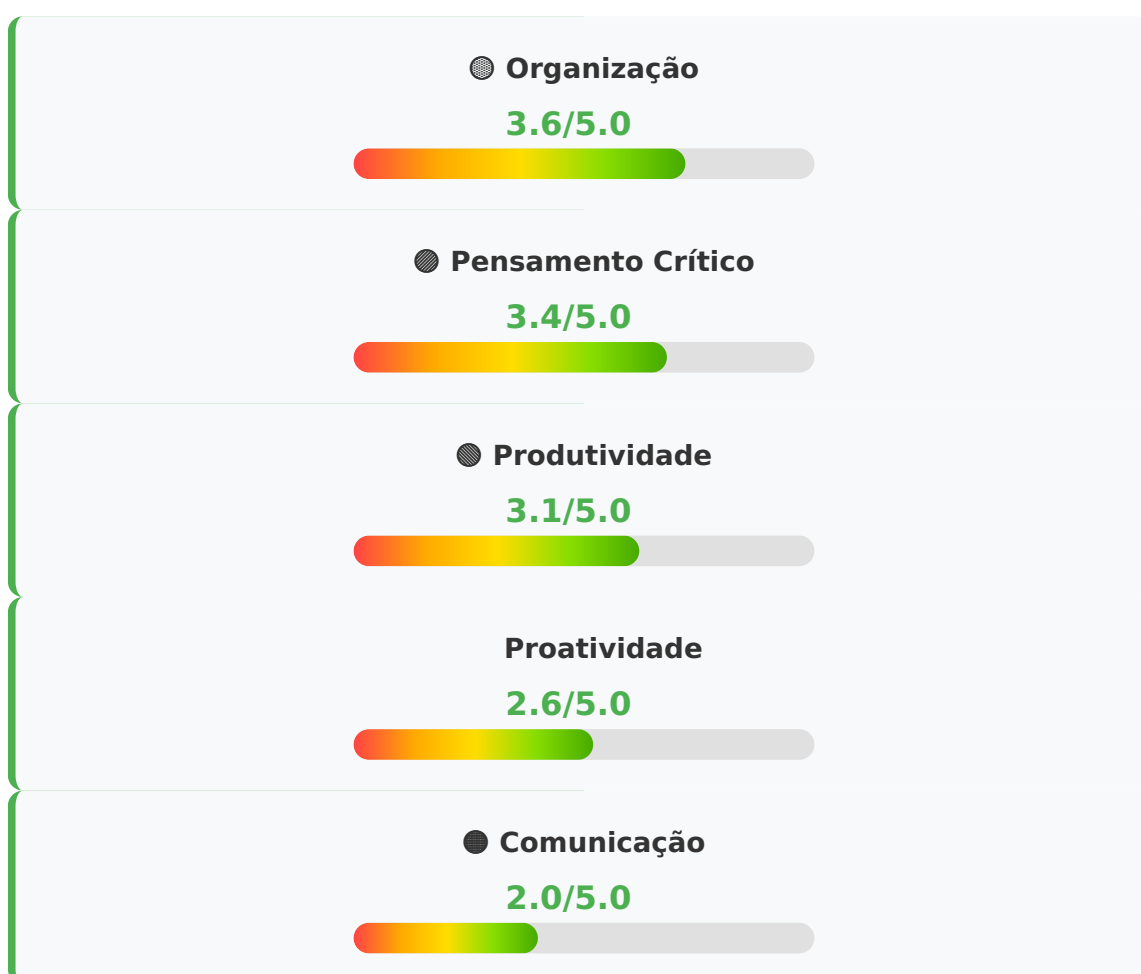 Organização
3.6/5.0
Pensamento Crítico
3.4/5.0
Produtividade
3.1/5.0
Proatividade
2.6/5.0
Comunicação
2.0/5.0